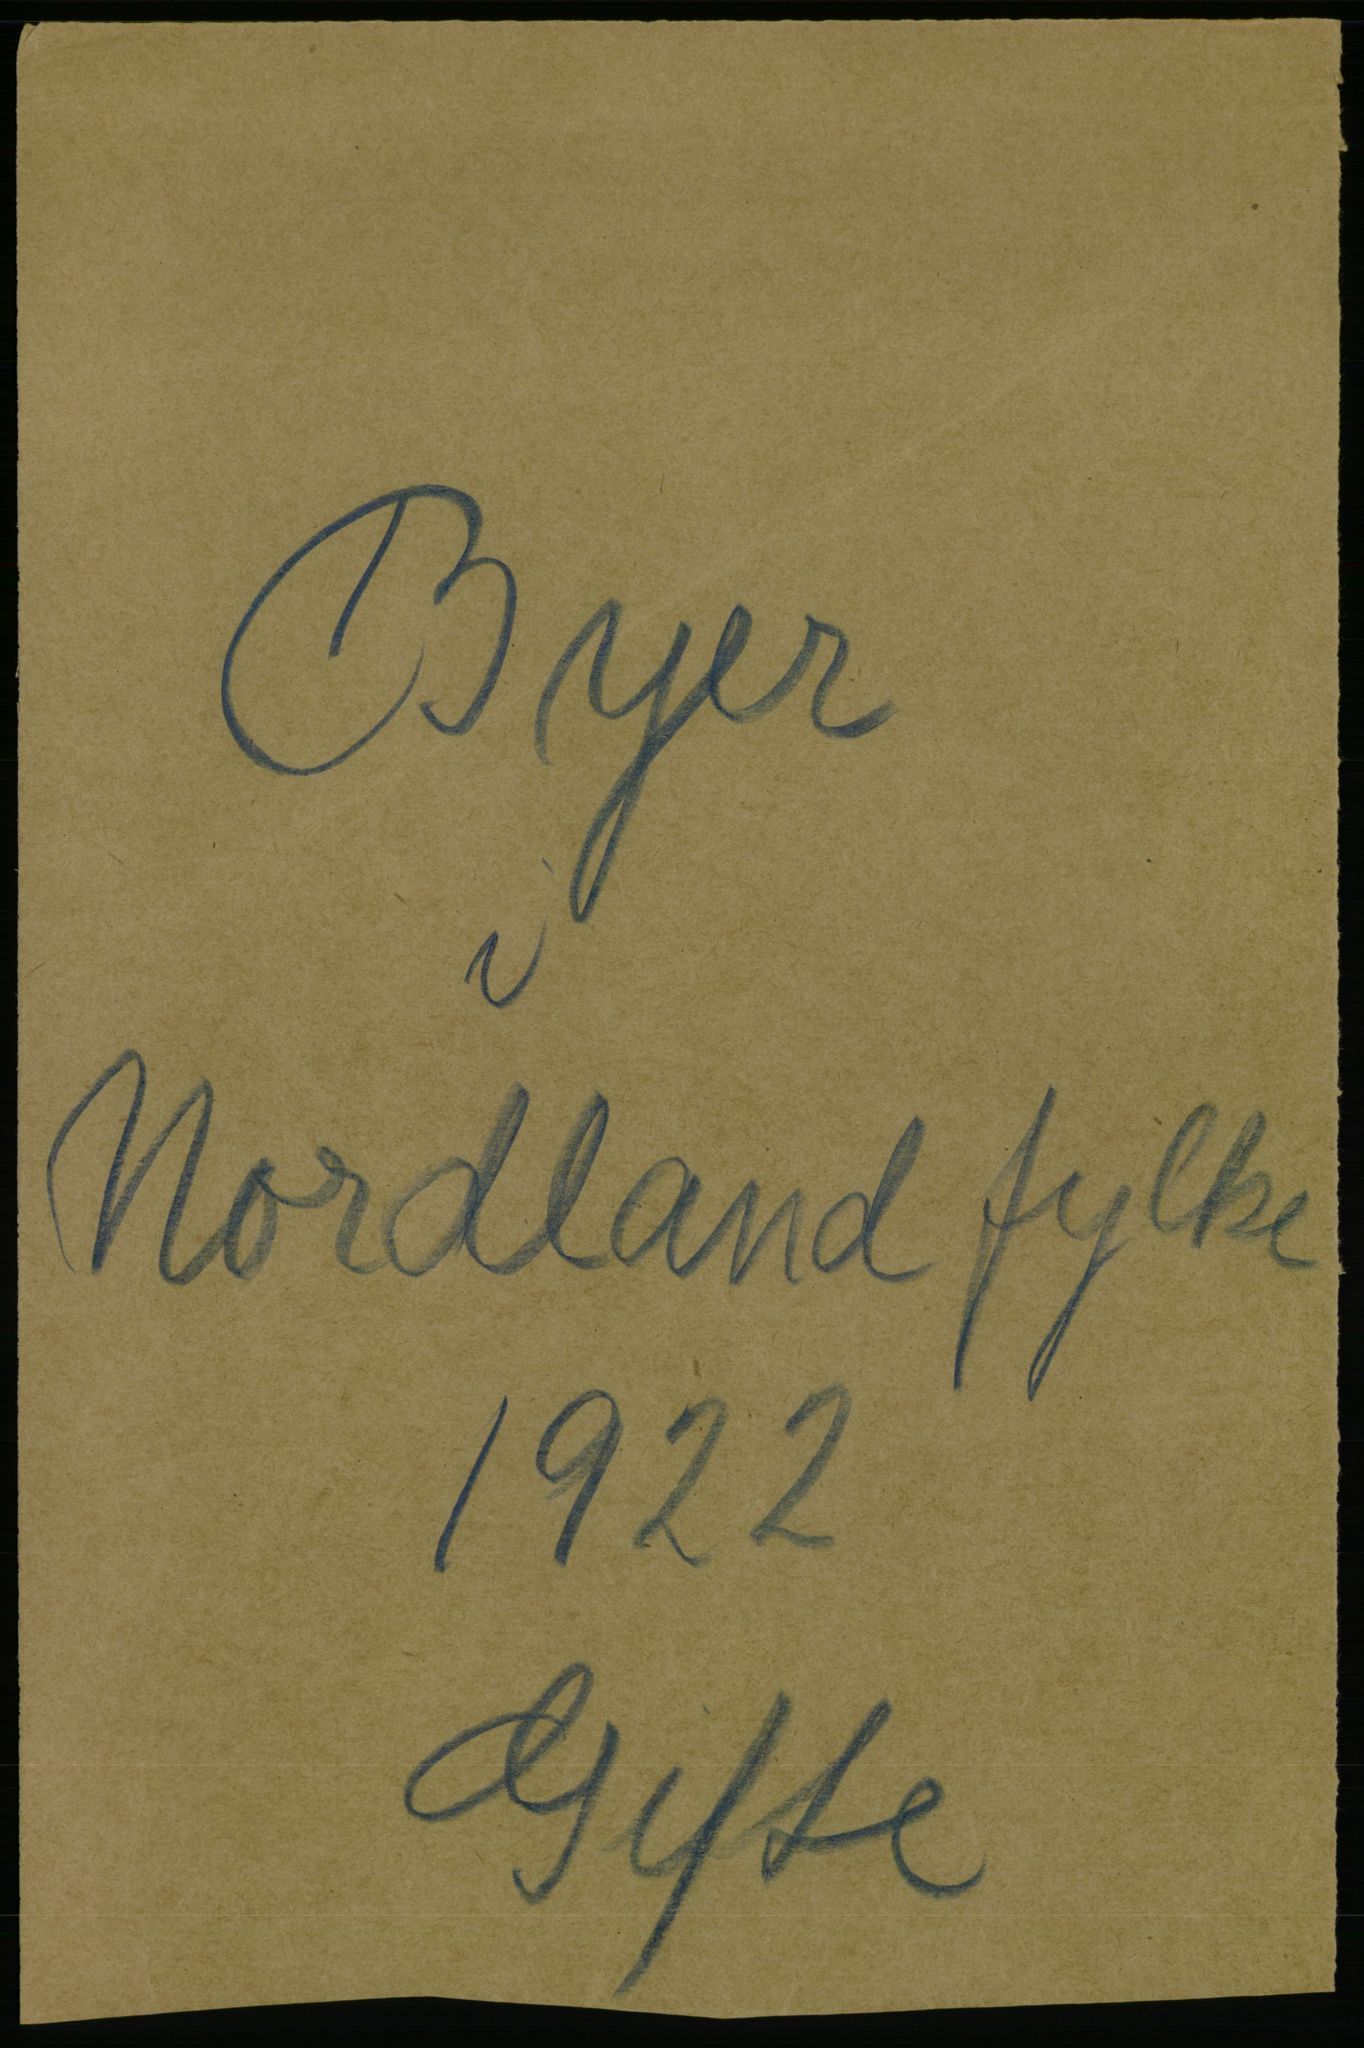 Byer
i
Nordland fylke
1922
Gifte